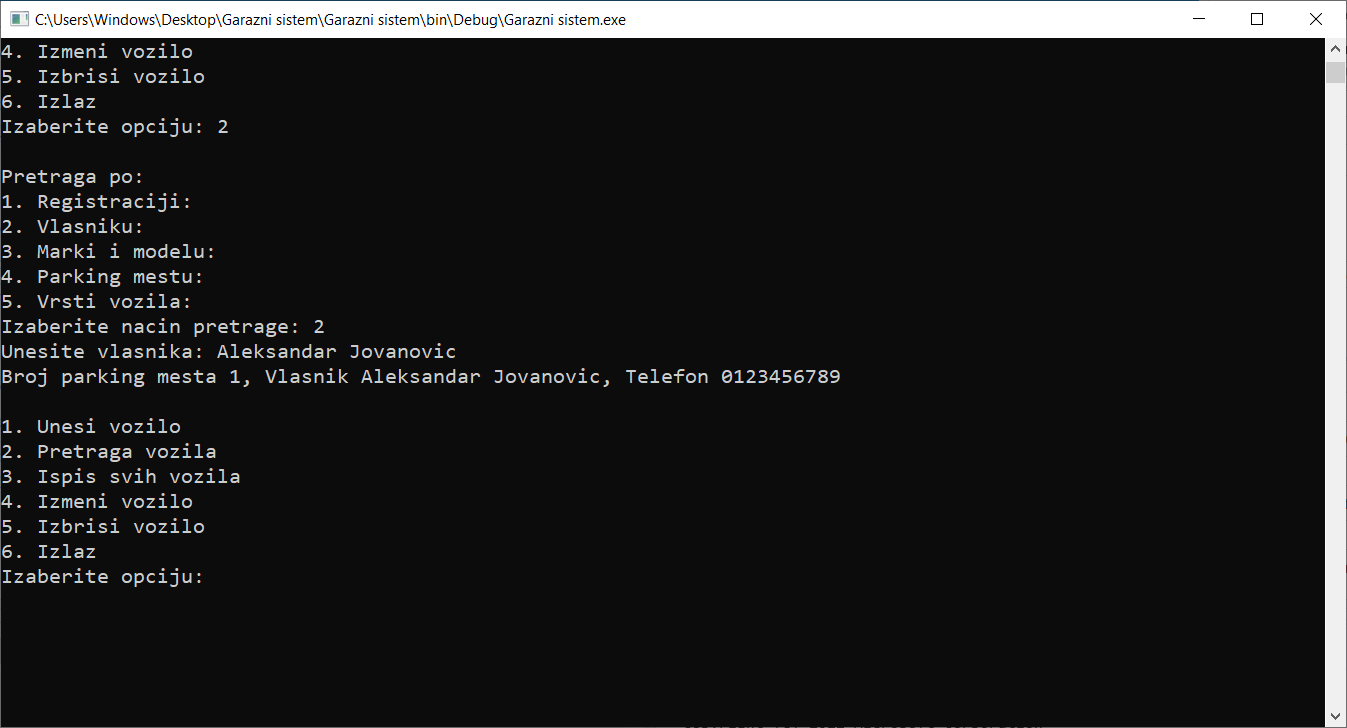 C:\Users\Windows\Desktop\Garazni sistem\Garazni sistem\bin\Debug\Garazni sistem.exe
4. Izmeni vozilo
5. Izbrisi vozilo
6. Izlaz
Izaberite opciju: 2
Pretraga po:
1. Registraciji:
2. Vlasniku:
3. Marki i modelu:
4. Parking mestu:
5. Vrsti vozila:
Izaberite nacin pretrage: 2
Unesite vlasnika: Aleksandar Jovanovic
Broj parking mesta 1, Vlasnik Aleksandar Jovanovic, Telefon 0123456789
1. Unesi vozilo
2. Pretraga vozila
3. Ispis svih vozila
4. Izmeni vozilo
5. Izbrisi vozilo
6. Izlaz
Izaberite opciju: